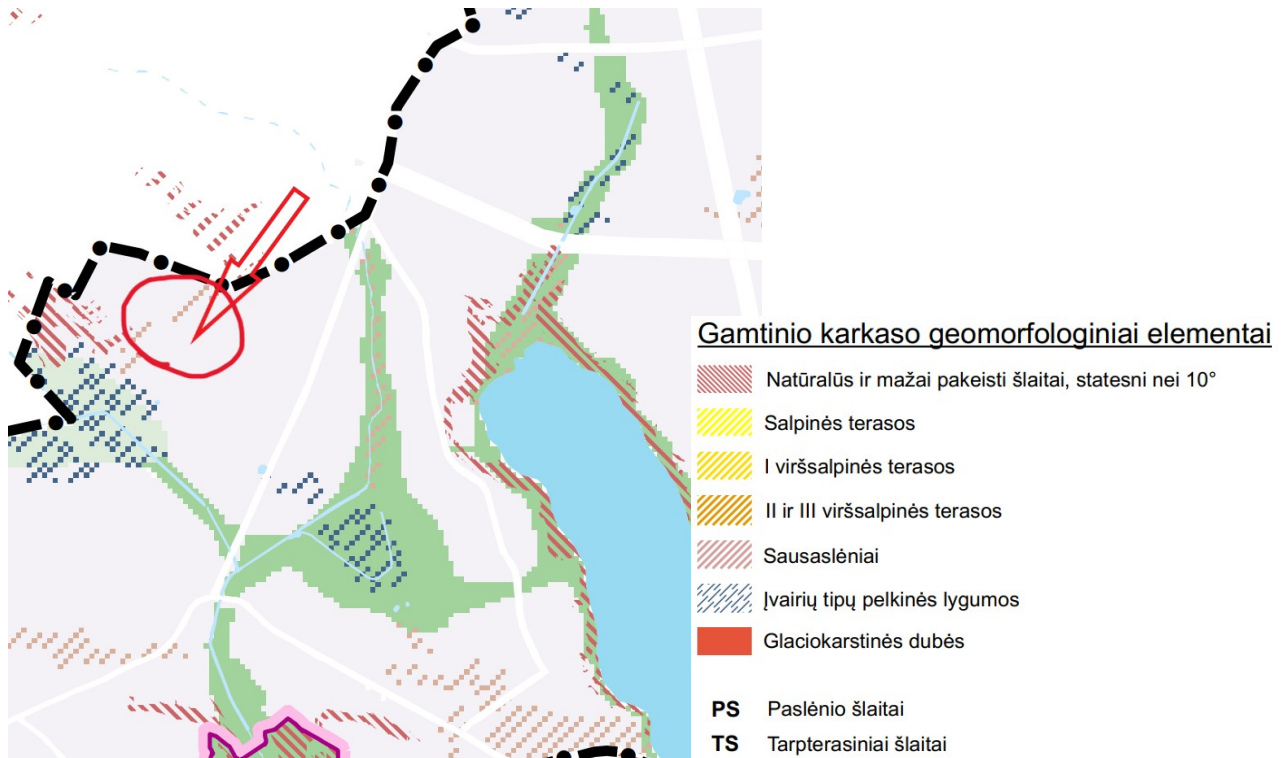 Gamtinio karkaso geomorfologiniai elementai
Natūralūs ir mažai pakeisti šlaitai, statesni nei 10°
Salpinės terasos
I viršsalpinės terasos
II ir III viršsalpinės terasos
Sausaslėniai
Įvairių tipų pelkinės lygumos
Glaciokarstinės dubės
PS Paslėnio šlaitai
TS Tarpterasiniai šlaitai